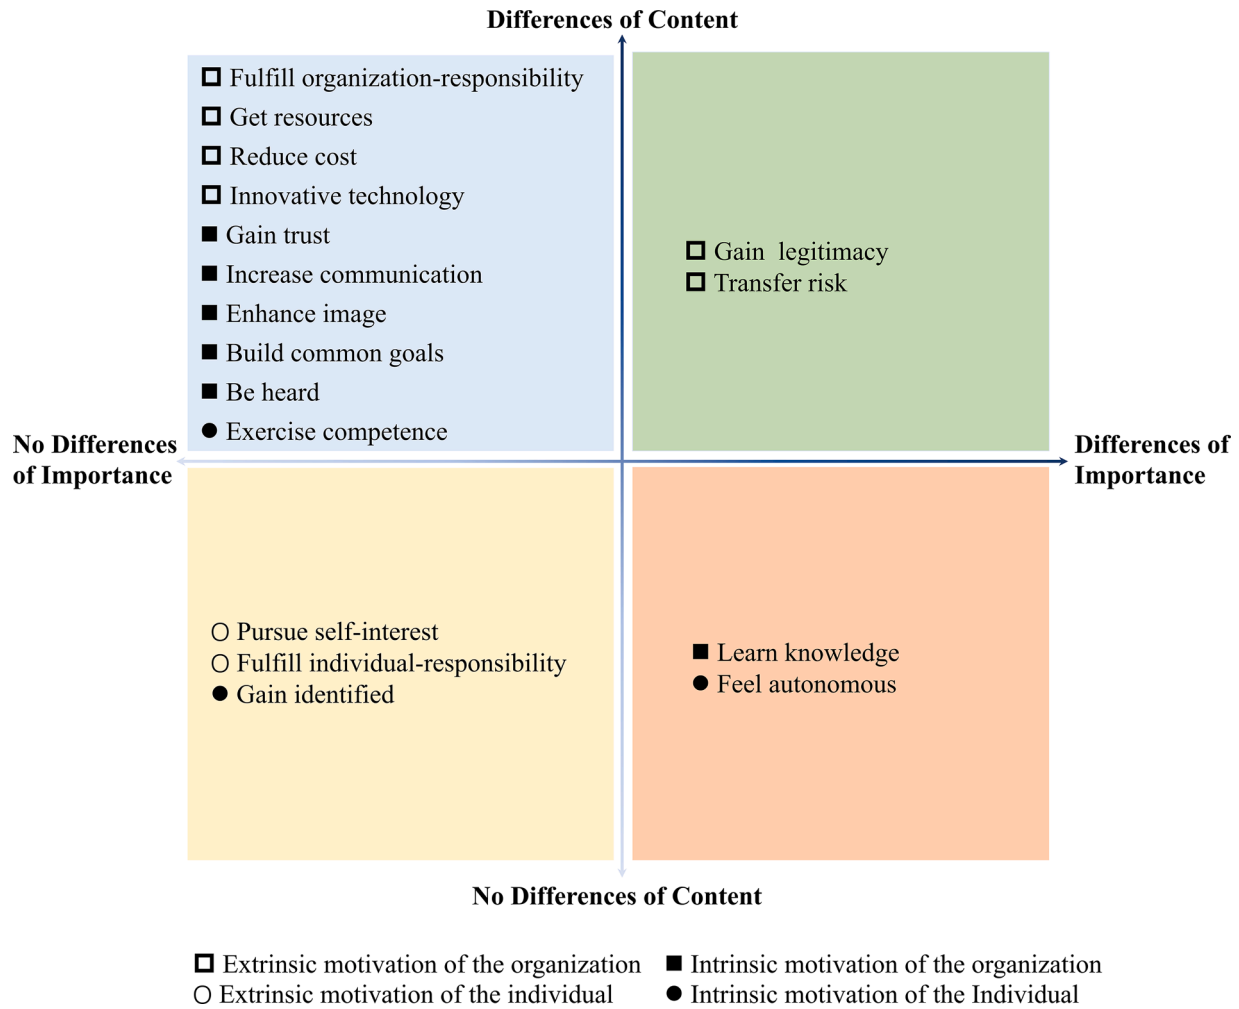 Differences of Content
Fulfill organization-responsibility
Get resources
Reduce cost
Innovative technology
Gain trust
Increase communication
Enhance image
Build common goals
Be heard
Exercise competence
Gain legitimacy
Transfer risk
No Differences
of Importance
Differences of
Importance
Pursue self-interest
Fulfill individual-responsibility
Gain identified
Learn knowledge
Feel autonomous
No Differences of Content
Extrinsic motivation of the organization
Intrinsic motivation of the organization
Extrinsic motivation of the individual
Intrinsic motivation of the Individual